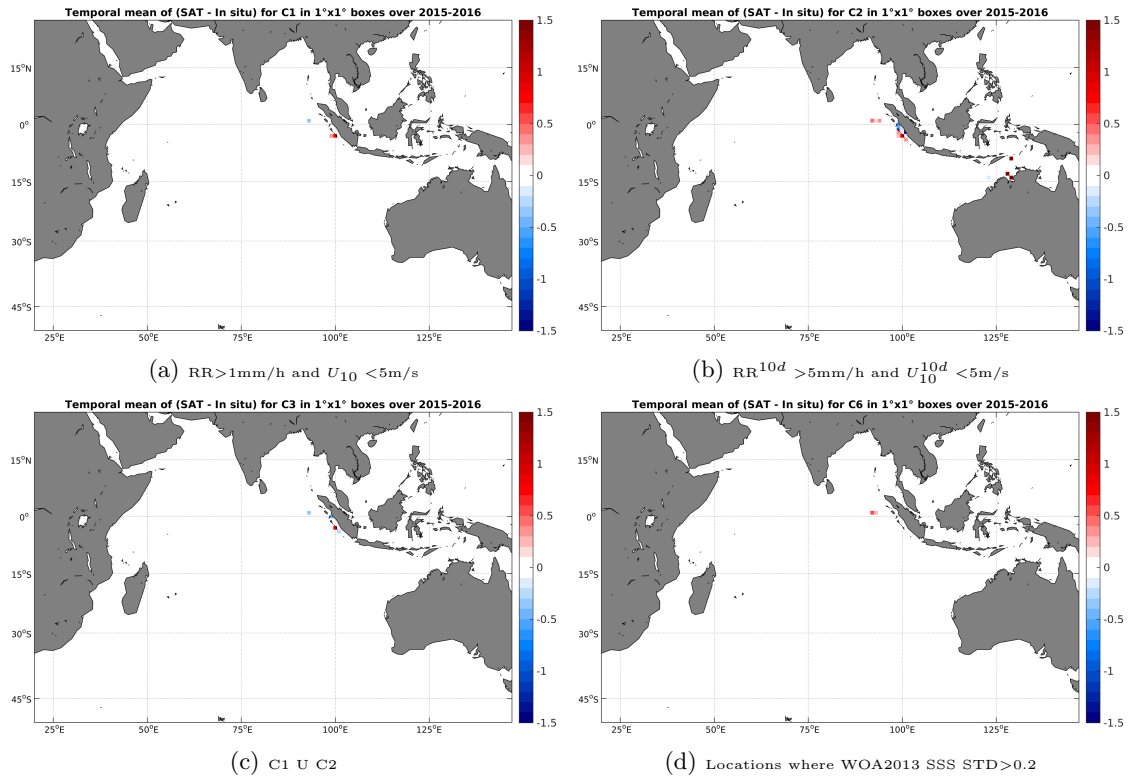 Temporal mean of (SAT - In situ) for C1 in 1°x1° boxes over 2015-2016
15°N
0°
15°S
30°S
45°S
25°E
50°E
75°E
100°E
125°E
1.5
1
0.5
0
-0.5
-1
-1.5
(a) RR>1mm/h and U10 <5m/s
Temporal mean of (SAT - In situ) for C2 in 1°x1° boxes over 2015-2016
15°N
0°
15°S
30°S
45°S
25°E
50°E
75°E
100°E
125°E
1.5
1
0.5
0
-0.5
-1
-1.5
(b) RR^10d >5mm/h and U10^10d <5m/s
Temporal mean of (SAT - In situ) for C3 in 1°x1° boxes over 2015-2016
15°N
0°
15°S
30°S
45°S
25°E
50°E
75°E
100°E
125°E
1.5
1
0.5
0
-0.5
-1
-1.5
(c) C1 U C2
Temporal mean of (SAT - In situ) for C6 in 1°x1° boxes over 2015-2016
15°N
0°
15°S
30°S
45°S
25°E
50°E
75°E
100°E
125°E
1.5
1
0.5
0
-0.5
-1
-1.5
(d) Locations where WOA2013 SSS STD>0.2